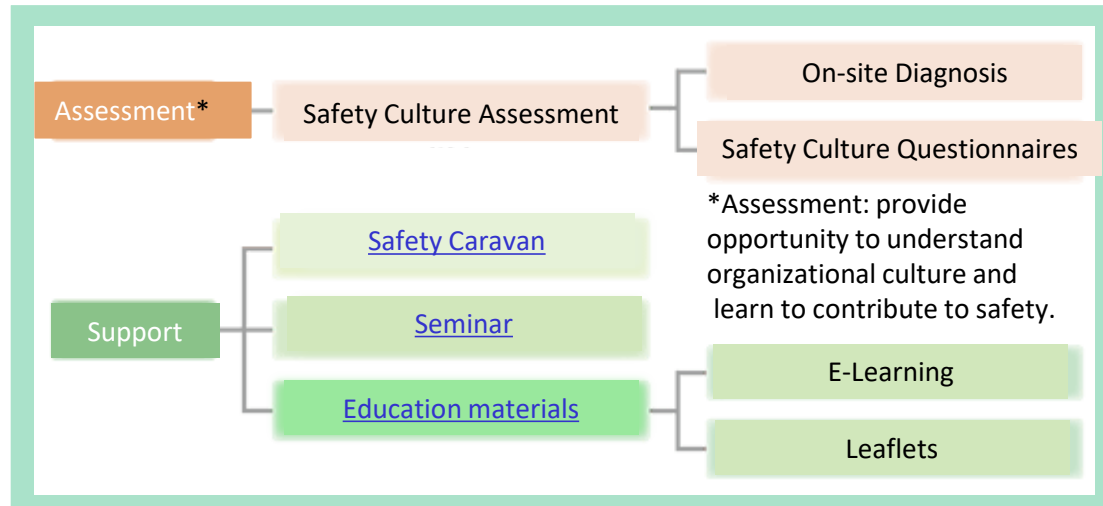 Assessment*
Safety Culture Assessment
On-site Diagnosis
Safety Culture Questionnaires
*Assessment: provide
opportunity to understand
organizational culture and
learn to contribute to safety.
Support
Safety Caravan
Seminar
Education materials
E-Learning
Leaflets